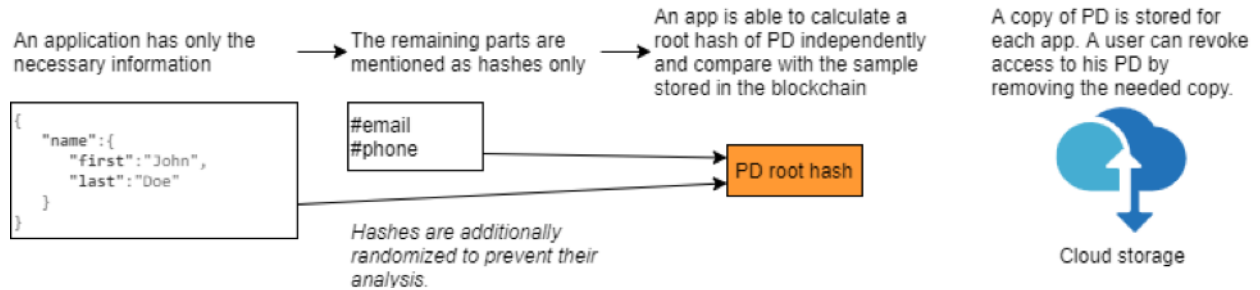 An application has only the
necessary information
The remaining parts are
mentioned as hashes only
An app is able to calculate a
root hash of PD independently
and compare with the sample
stored in the blockchain
A copy of PD is stored for
each app. A user can revoke
access to his PD by
removing the needed copy.
{
"name":{
"first":"John",
"last":"Doe"
}
}
#email
#phone
PD root hash
Hashes are additionally
randomized to prevent their
analysis.
Cloud storage